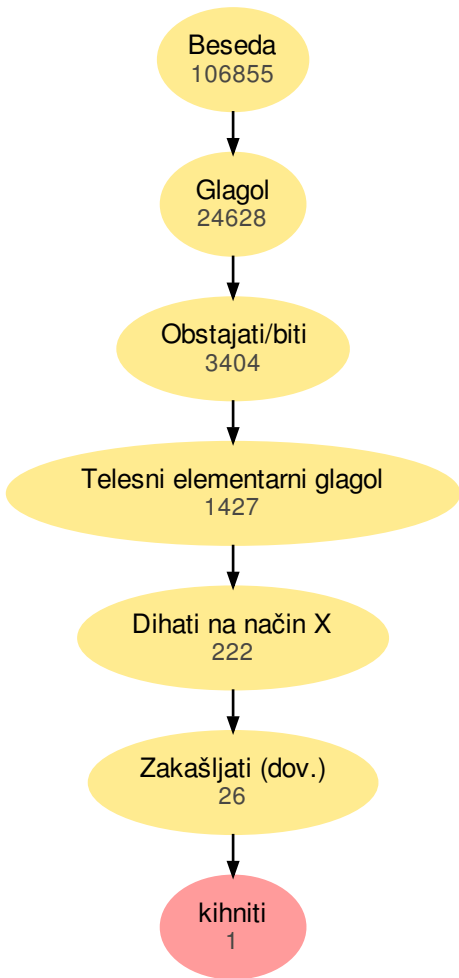 Beseda
106855
Glagol
24628
Obstajati/biti
3404
Telesni elementarni glagol
1427
Dihati na način X
222
Zakašljati (dov.)
26
kihniti
1